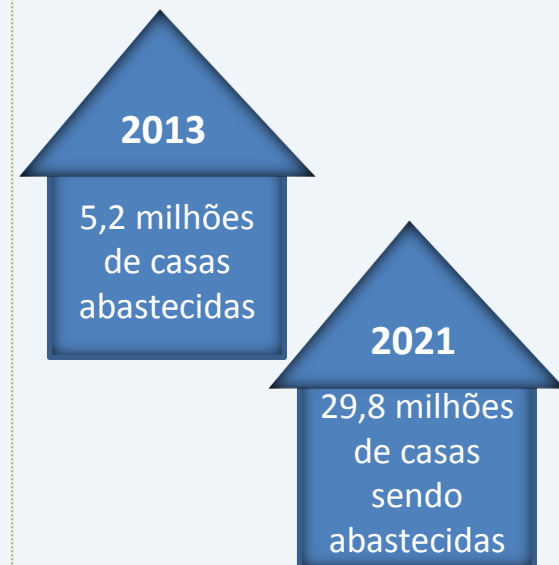 2013
5,2 milhões
de casas
abastecidas
2021
29,8 milhões
de casas
sendo
abastecidas